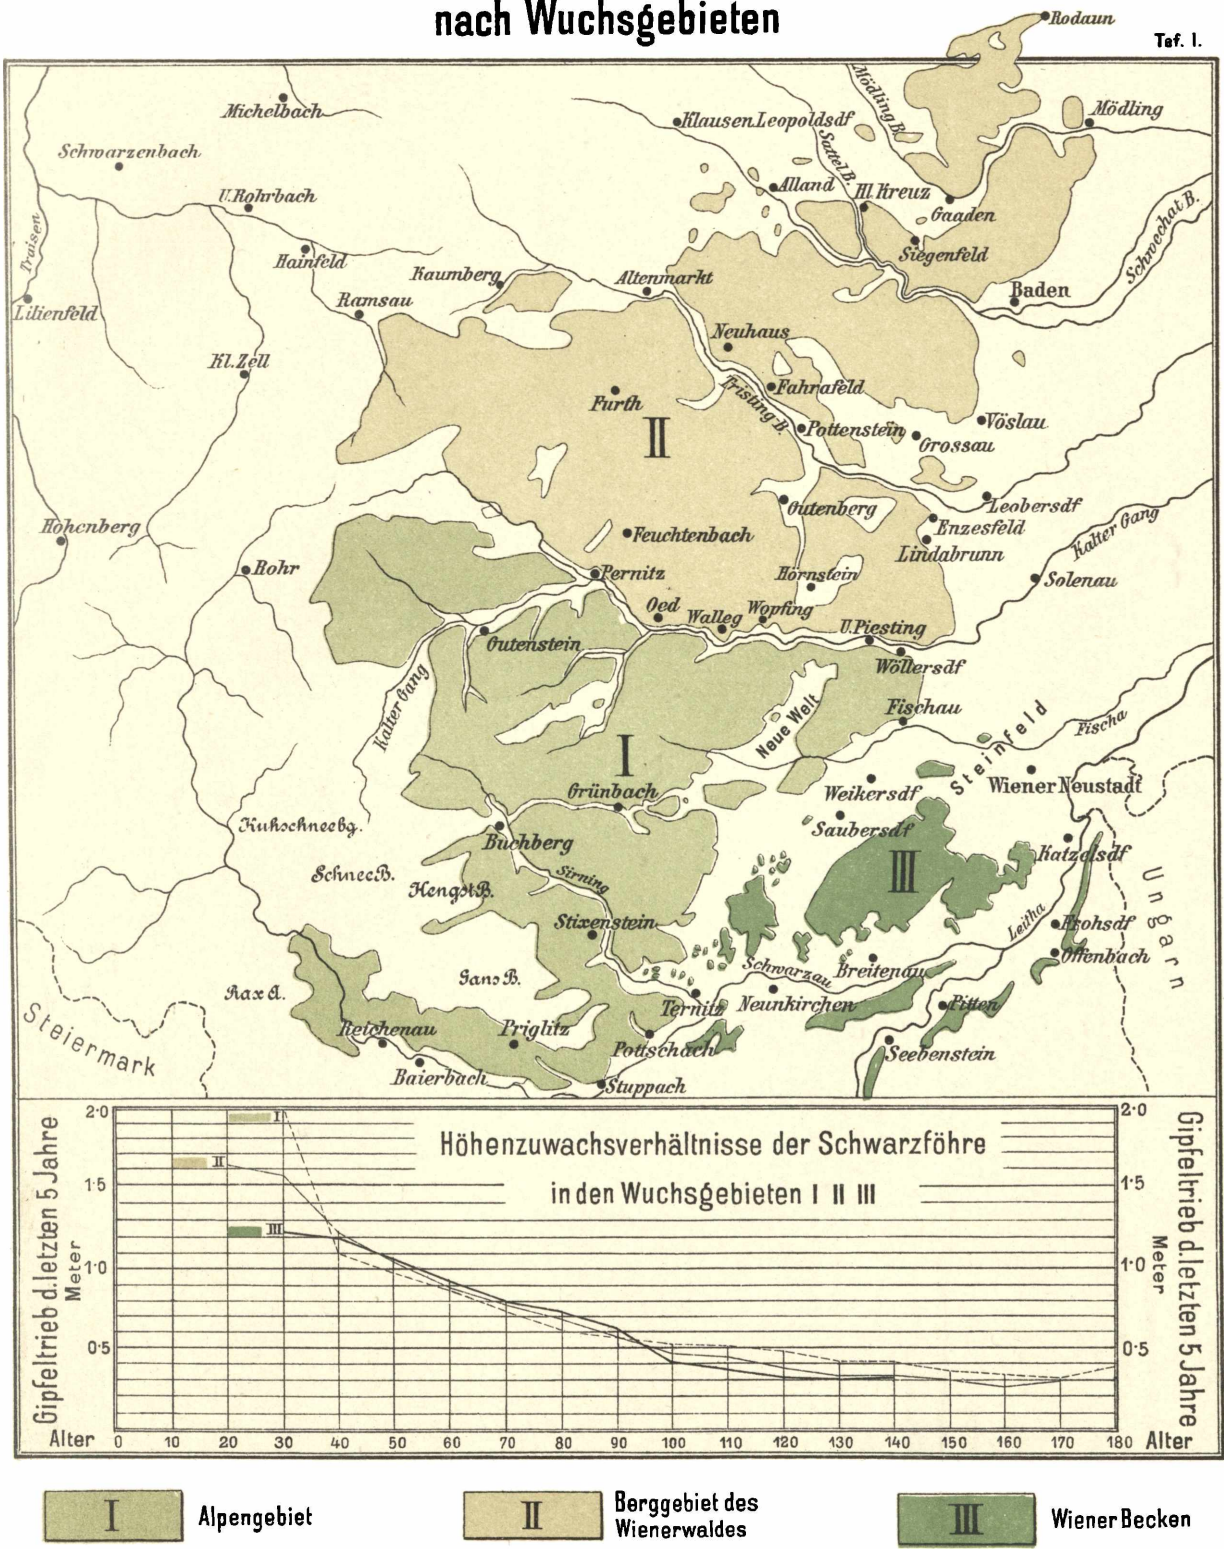 nach Wuchsgebieten
Taf. I.
Rodaun
Michelbach
Klausen Leopoldsdf
Mödling B.
Mödling
Schwarzenbach
Sattel B.
Alland
Hl. Kreuz
U. Rohrbach
Gaaden
Schwechat B.
Traisen
Hainfeld
Siegenfeld
Kaumberg
Altenmarkt
Baden
Lilienfeld
Ramsau
Neuhaus
Kl. Zell
Fahrafeld
Furth
Tristing B.
II
Pottenstein
Grossau
Vöslau
Hohenberg
Gutenberg
Leobersdf
Enzesfeld
Kalter Gang
Feuchtenbach
Lindabrunn
Rohr
Pernitz
Hörnstein
Solenau
Oed
Walleg
Wopfing
U. Piesting
Gutenstein
Wöllersdf
Kalter Gang
Neue Welt
Fischau
Steinfeld
Fischa
I
Grünbach
Weikersdf
Wiener Neustadt
Kuhschneebg.
Buchberg
Saubersdf
III
Katzelsdf
Schnee B.
Hengst B.
Sirning
Ungarn
Stixenstein
Leitha
Frohsdf
Offenbach
Gans B.
Schwarzau
Breitenau
Rax A.
Ternitz
Neunkirchen
Pitten
Steiermark
Reichenau
Priglitz
Pottschach
Seebenstein
Baierbach
Stuppach
Gipfeltrieb d. letzten 5 Jahre
Meter
2·0
1·5
1·0
0·5
I
II
III
Höhenzuwachsverhältnisse der Schwarzföhre
in den Wuchsgebieten I II III
2·0
1·5
1·0
0·5
Meter
Gipfeltrieb d. letzten 5 Jahre
Alter 0 10 20 30 40 50 60 70 80 90 100 110 120 130 140 150 160 170 180 Alter
I Alpengebiet
II Berggebiet des
Wienerwaldes
III Wiener Becken